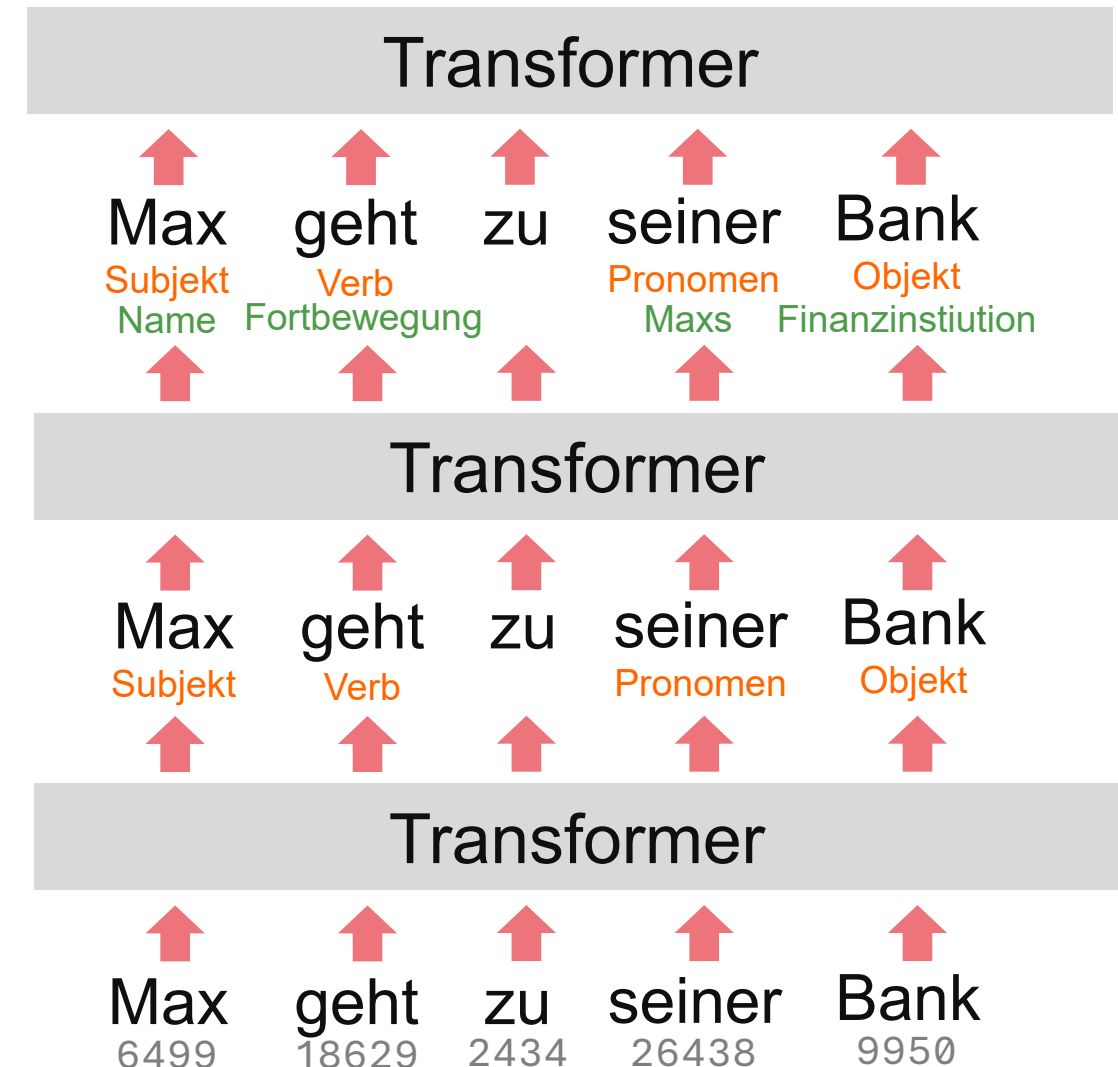 Transformer
Max geht zu seiner Bank
Subjekt Verb Pronomen Objekt
Name Fortbewegung Maxs Finanzinstiution
Transformer
Max geht zu seiner Bank
Subjekt Verb Pronomen Objekt
Transformer
Max geht zu seiner Bank
6499 18629 2434 26438 9950